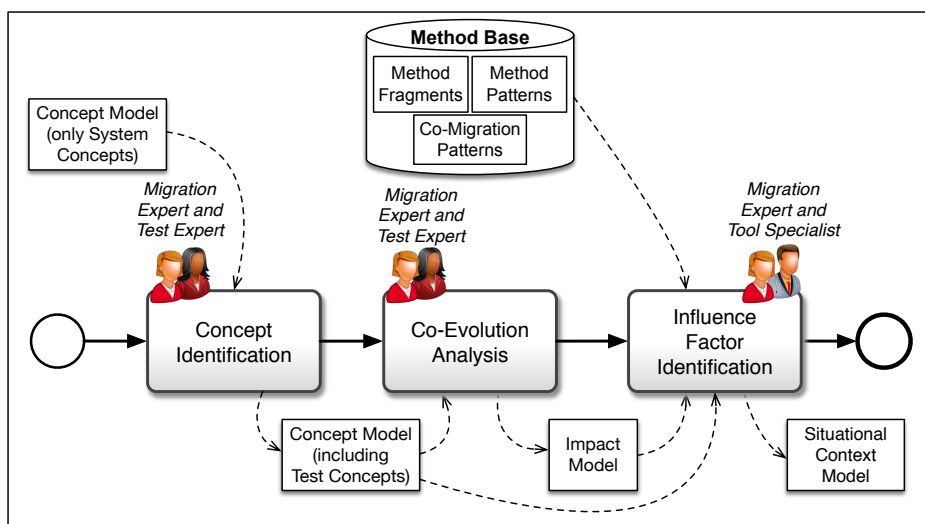 Method Base
Method
Fragments
Method
Patterns
Co-Migration
Patterns
Concept Model
(only System
Concepts)
Migration
Expert and
Test Expert
Migration
Expert and
Test Expert
Migration
Expert and
Tool Specialist
Concept
Identification
Co-Evolution
Analysis
Influence
Factor
Identification
Concept Model
(including
Test Concepts)
Impact
Model
Situational
Context
Model